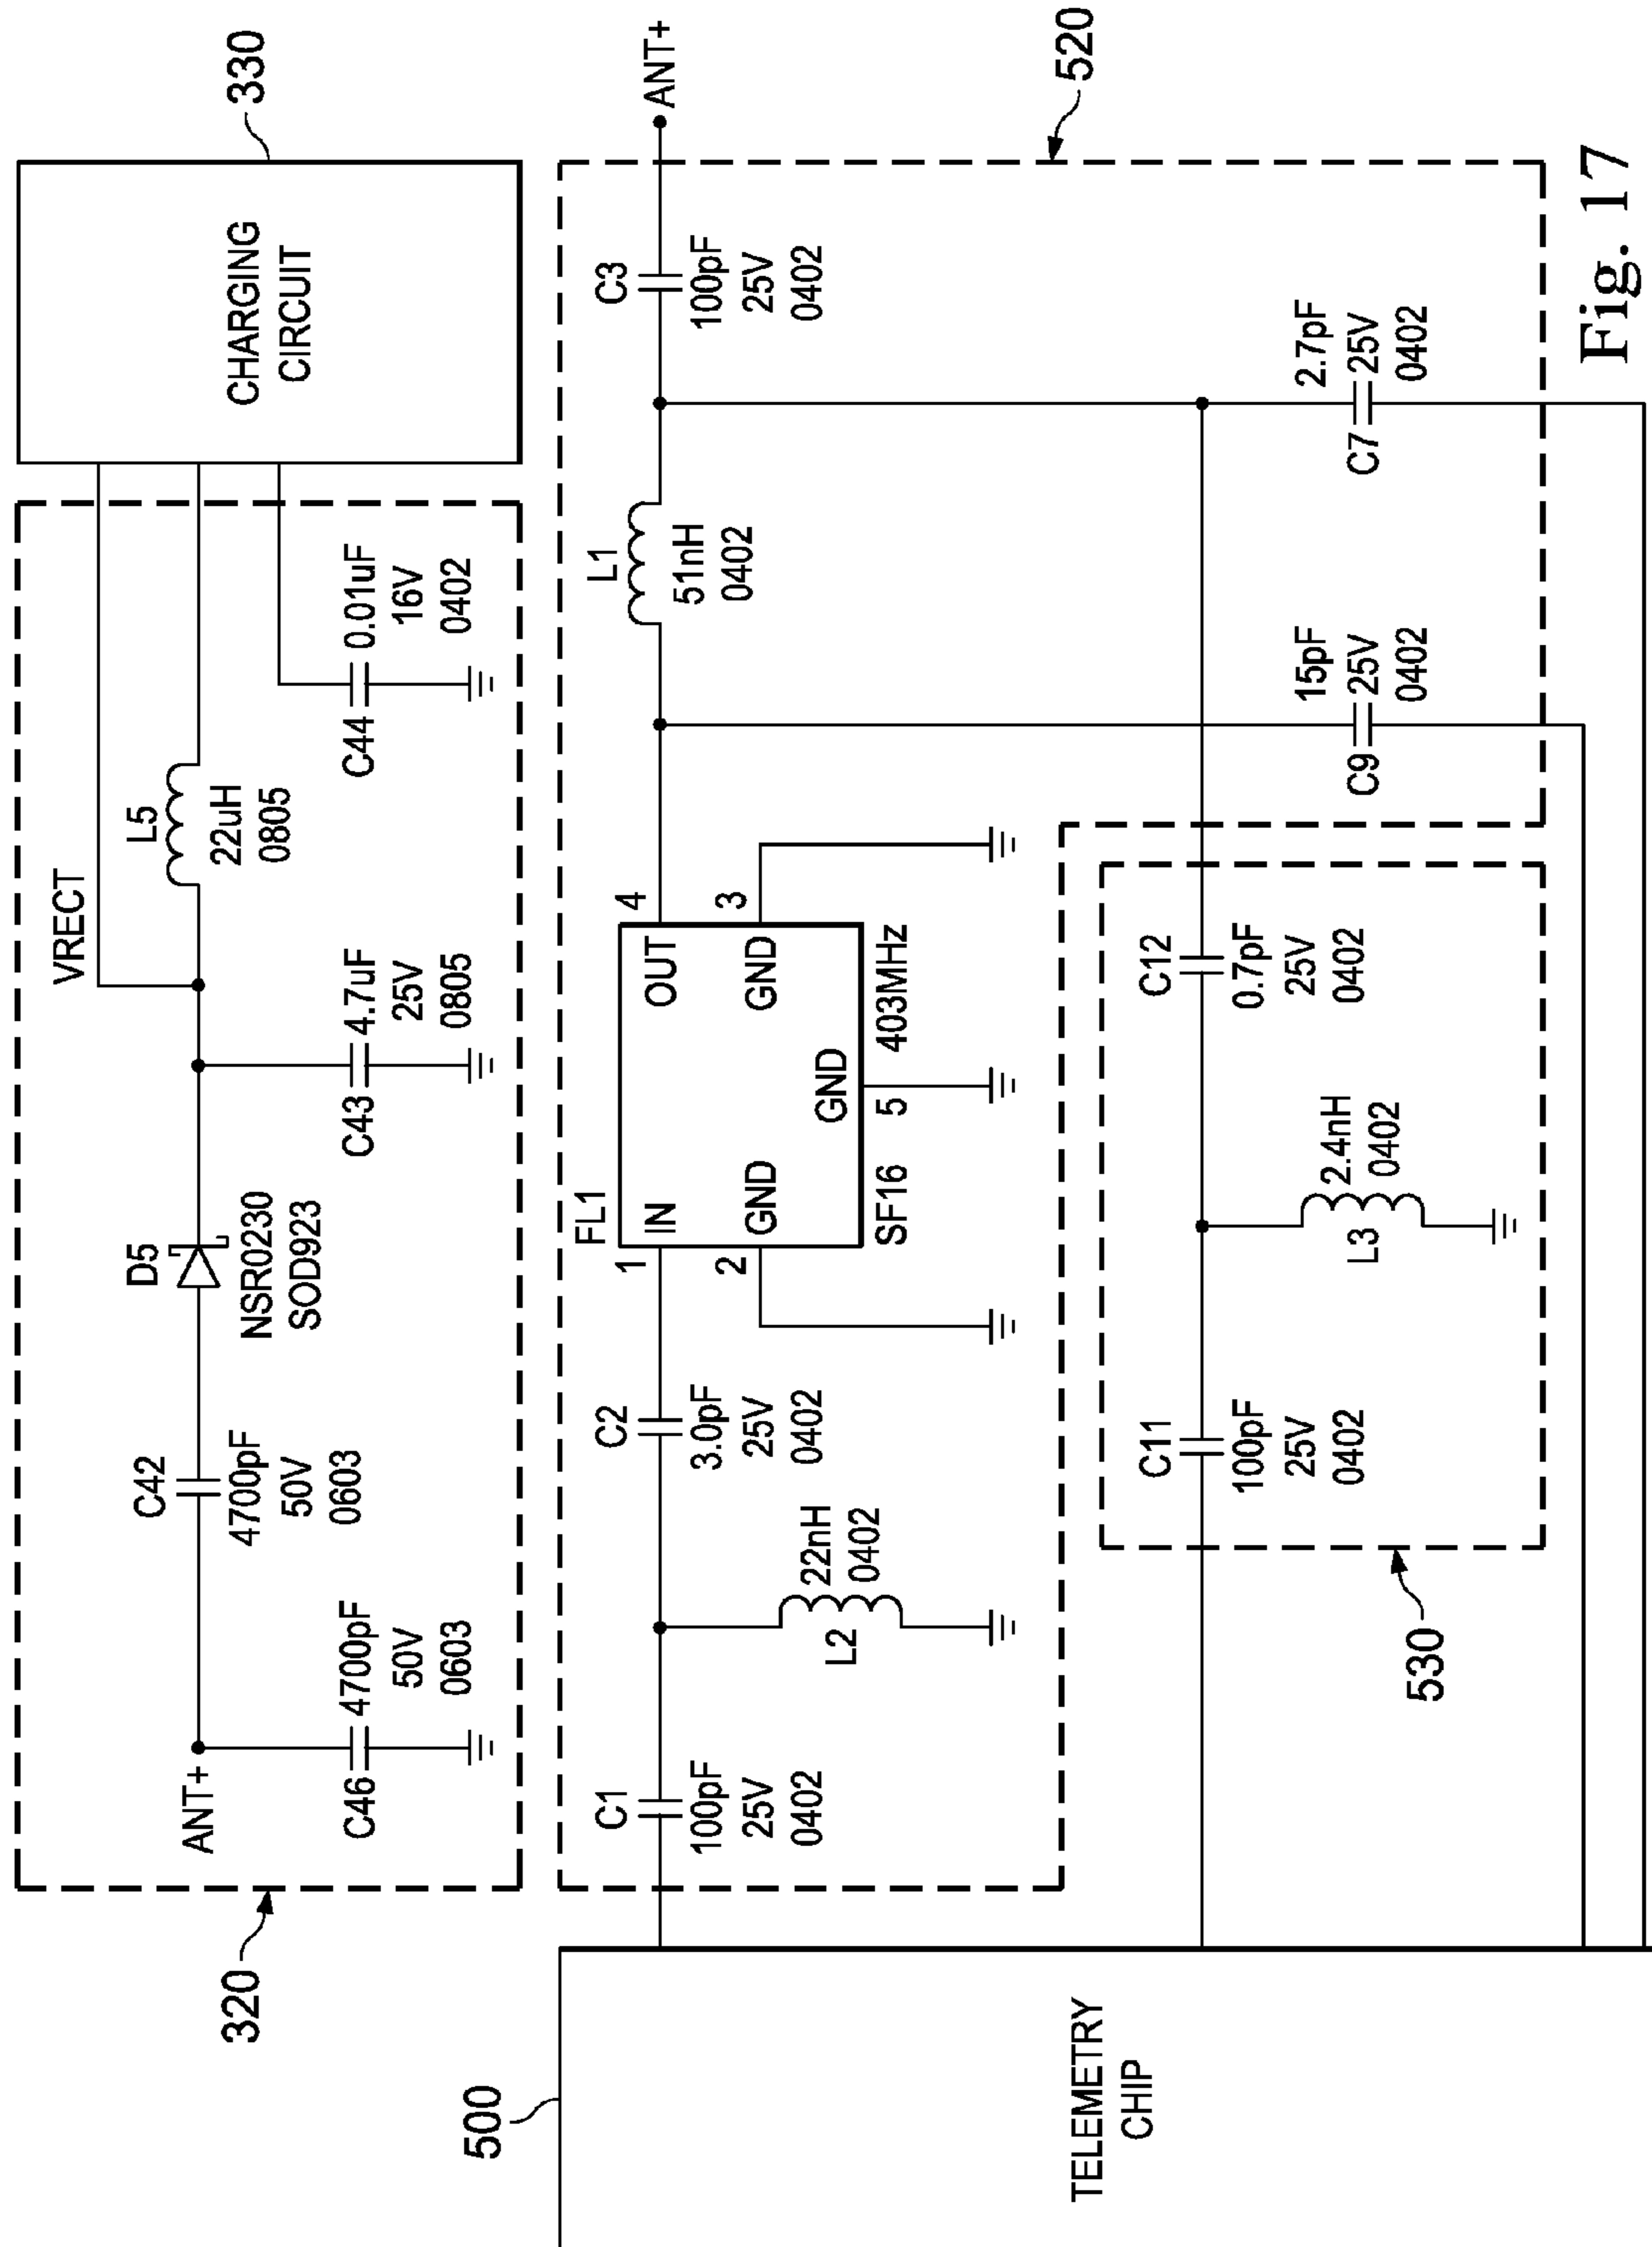 320
ANT+
C46
4700pF
50V
0603
C42
4700pF
50V
0603
D5
NSR0230
SOD923
C43
4.7uF
25V
0805
VRECT
L5
22uH
0805
C44
0.01uF
16V
0402
CHARGING
CIRCUIT
330
500
TELEMETRY
CHIP
C1
100pF
25V
0402
L2
22nH
0402
C2
3.0pF
25V
0402
FL1
1
IN
2
GND
GND
5
OUT
4
GND
3
SF16
403MHz
L1
51nH
0402
C3
100pF
25V
0402
ANT+
520
C9
15pF
25V
0402
C7
2.7pF
25V
0402
530
C11
100pF
25V
0402
L3
2.4nH
0402
C12
0.7pF
25V
0402
Fig. 17